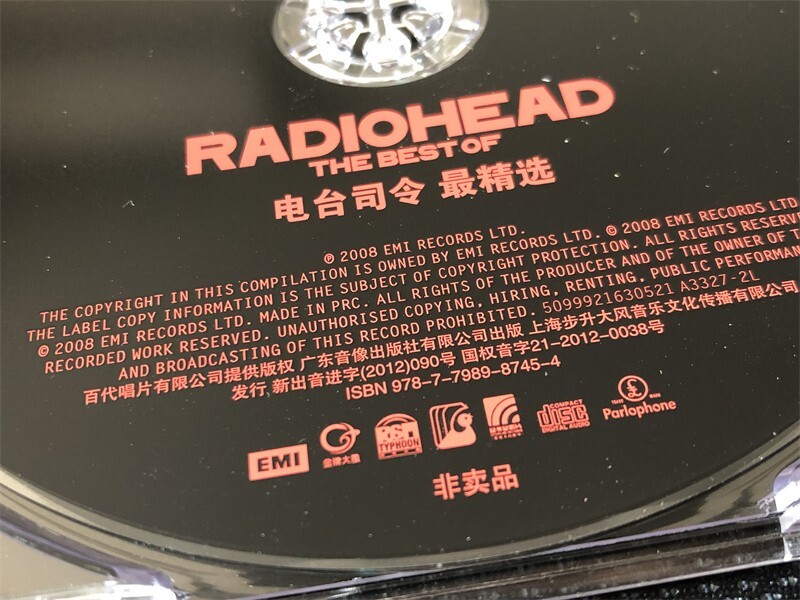 RADIOHEAD
THE BEST OF
电台司令 最精选
℗ 2008 EMI RECORDS LTD.
THE COPYRIGHT IN THIS COMPILATION IS OWNED BY EMI RECORDS LTD. © 2008 EMI RECORDS LTD.
THE LABEL COPY INFORMATION IS THE SUBJECT OF COPYRIGHT PROTECTION. ALL RIGHTS RESERVE
© 2008 EMI RECORDS LTD. MADE IN PRC. ALL RIGHTS OF THE PRODUCER AND OF THE OWNER OF T
RECORDED WORK RESERVED. UNAUTHORISED COPYING, HIRING, RENTING, PUBLIC PERFORMAN
AND BROADCASTING OF THIS RECORD PROHIBITED. 5099921630521 A3327-2L
百代唱片有限公司提供版权 广东音像出版社有限公司出版 上海步升大风音乐文化传播有限公司
发行 新出音进字(2012)090号 国权音字21-2012-0038号
ISBN 978-7-7989-8745-4
EMI
TYPHOON
COMPACT
disc
DIGITAL AUDIO
Parlophone
非卖品